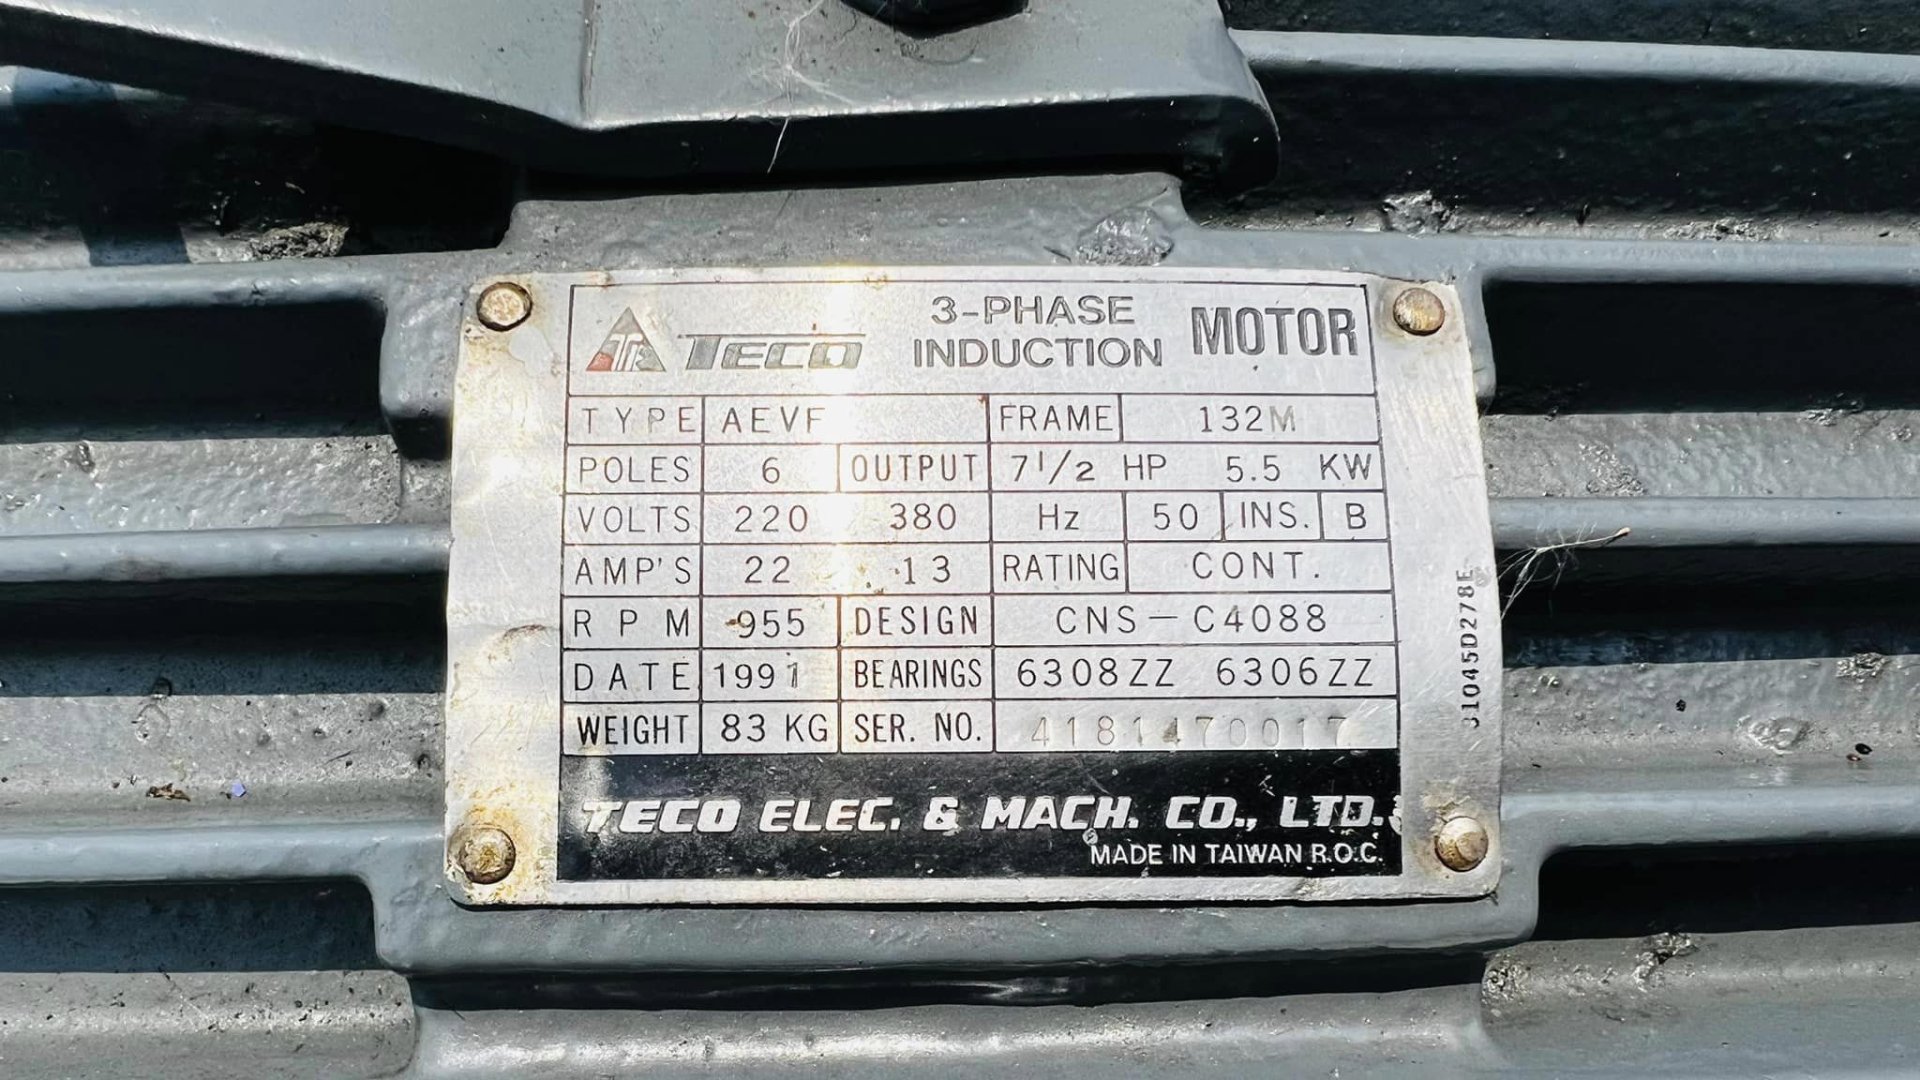 TECO 3-PHASE INDUCTION MOTOR
TYPE AEVF FRAME 132M
POLES 6 OUTPUT 7 1/2 HP 5.5 KW
VOLTS 220 380 Hz 50 INS. B
AMP'S 22 13 RATING CONT.
RPM 955 DESIGN CNS-C4088
DATE 1991 BEARINGS 6308ZZ 6306ZZ
WEIGHT 83 KG SER. NO. 4181470017
TECO ELEC. & MACH. CO., LTD.
MADE IN TAIWAN R.O.C.